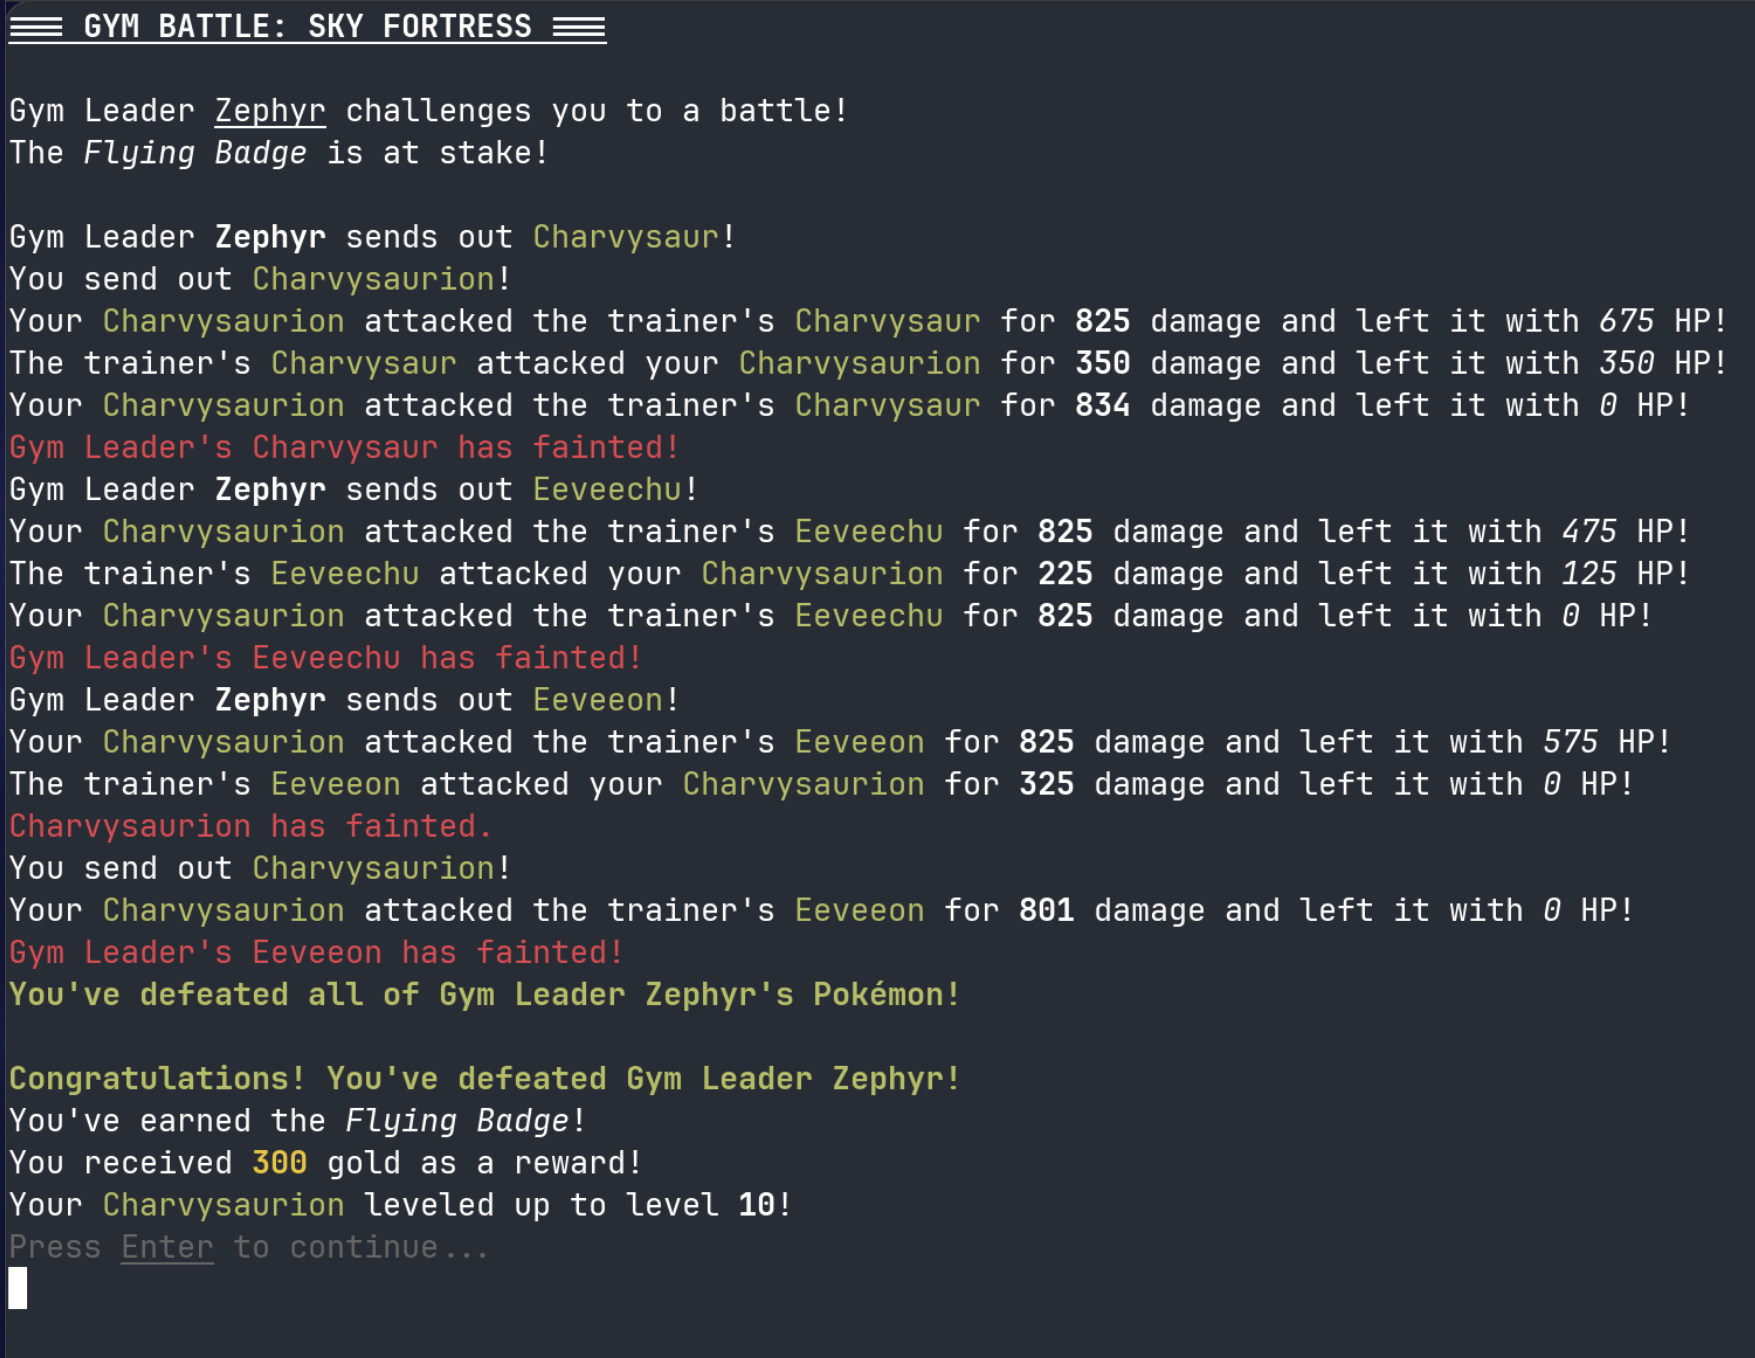 ≡≡≡ GYM BATTLE: SKY FORTRESS ≡≡≡
Gym Leader Zephyr challenges you to a battle!
The Flying Badge is at stake!
Gym Leader Zephyr sends out Charvysaur!
You send out Charvysaurion!
Your Charvysaurion attacked the trainer's Charvysaur for 825 damage and left it with 675 HP!
The trainer's Charvysaur attacked your Charvysaurion for 350 damage and left it with 350 HP!
Your Charvysaurion attacked the trainer's Charvysaur for 834 damage and left it with 0 HP!
Gym Leader's Charvysaur has fainted!
Gym Leader Zephyr sends out Eeveechu!
Your Charvysaurion attacked the trainer's Eeveechu for 825 damage and left it with 475 HP!
The trainer's Eeveechu attacked your Charvysaurion for 225 damage and left it with 125 HP!
Your Charvysaurion attacked the trainer's Eeveechu for 825 damage and left it with 0 HP!
Gym Leader's Eeveechu has fainted!
Gym Leader Zephyr sends out Eeveeon!
Your Charvysaurion attacked the trainer's Eeveeon for 825 damage and left it with 575 HP!
The trainer's Eeveeon attacked your Charvysaurion for 325 damage and left it with 0 HP!
Charvysaurion has fainted.
You send out Charvysaurion!
Your Charvysaurion attacked the trainer's Eeveeon for 801 damage and left it with 0 HP!
Gym Leader's Eeveeon has fainted!
You've defeated all of Gym Leader Zephyr's Pokémon!
Congratulations! You've defeated Gym Leader Zephyr!
You've earned the Flying Badge!
You received 300 gold as a reward!
Your Charvysaurion leveled up to level 10!
Press Enter to continue...